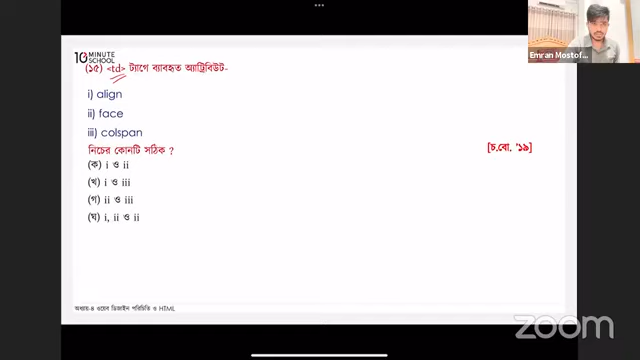 10 MINUTE SCHOOL
Emran Mostof...
(১৫) <td> ট্যাগে ব্যবহৃত অ্যাট্রিবিউট-
i) align
ii) face
iii) colspan
নিচের কোনটি সঠিক ?
[চ.বো. '১৯]
(ক) i ও ii
(খ) i ও iii
(গ) ii ও iii
(ঘ) i, ii ও ii
অধ্যায়-৪ ওয়েব ডিজাইন পরিচিতি ও HTML
zoom